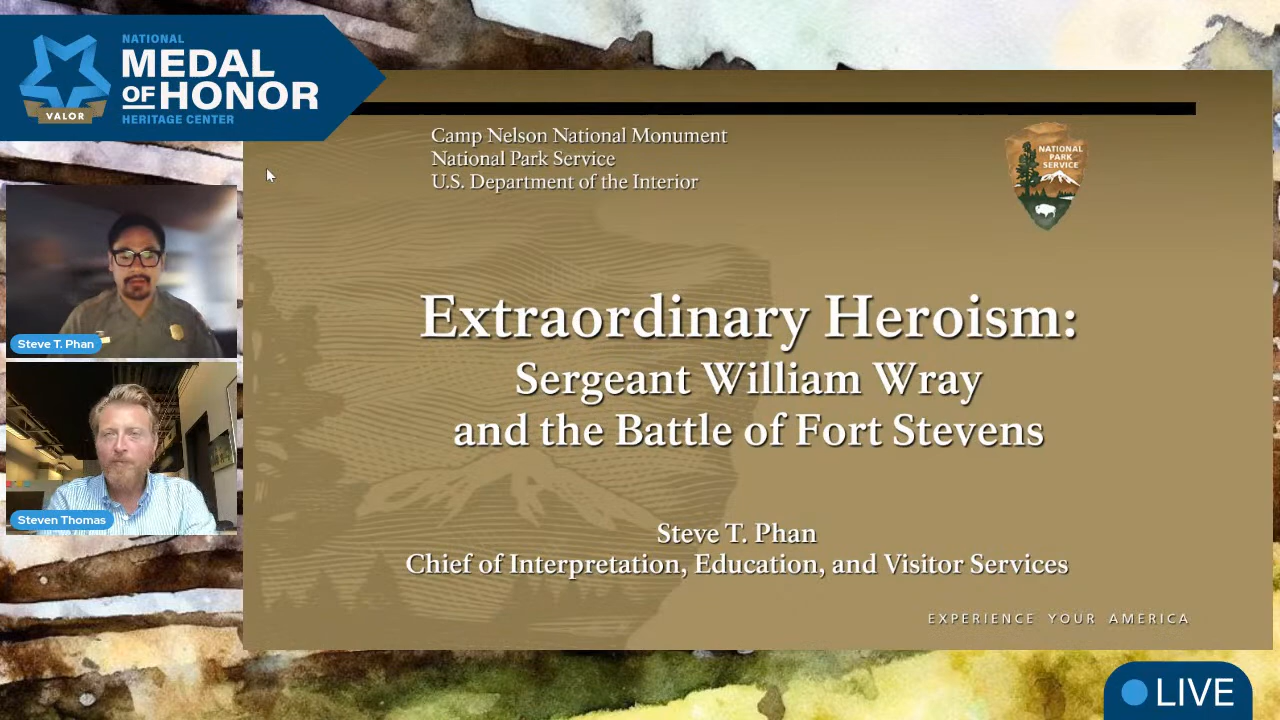 NATIONAL
MEDAL
OF HONOR
HERITAGE CENTER
VALOR
Camp Nelson National Monument
National Park Service
U.S. Department of the Interior
NATIONAL
PARK
SERVICE
Extraordinary Heroism:
Sergeant William Wray
and the Battle of Fort Stevens
Steve T. Phan
Chief of Interpretation, Education, and Visitor Services
EXPERIENCE YOUR AMERICA
Steve T. Phan
Steven Thomas
LIVE